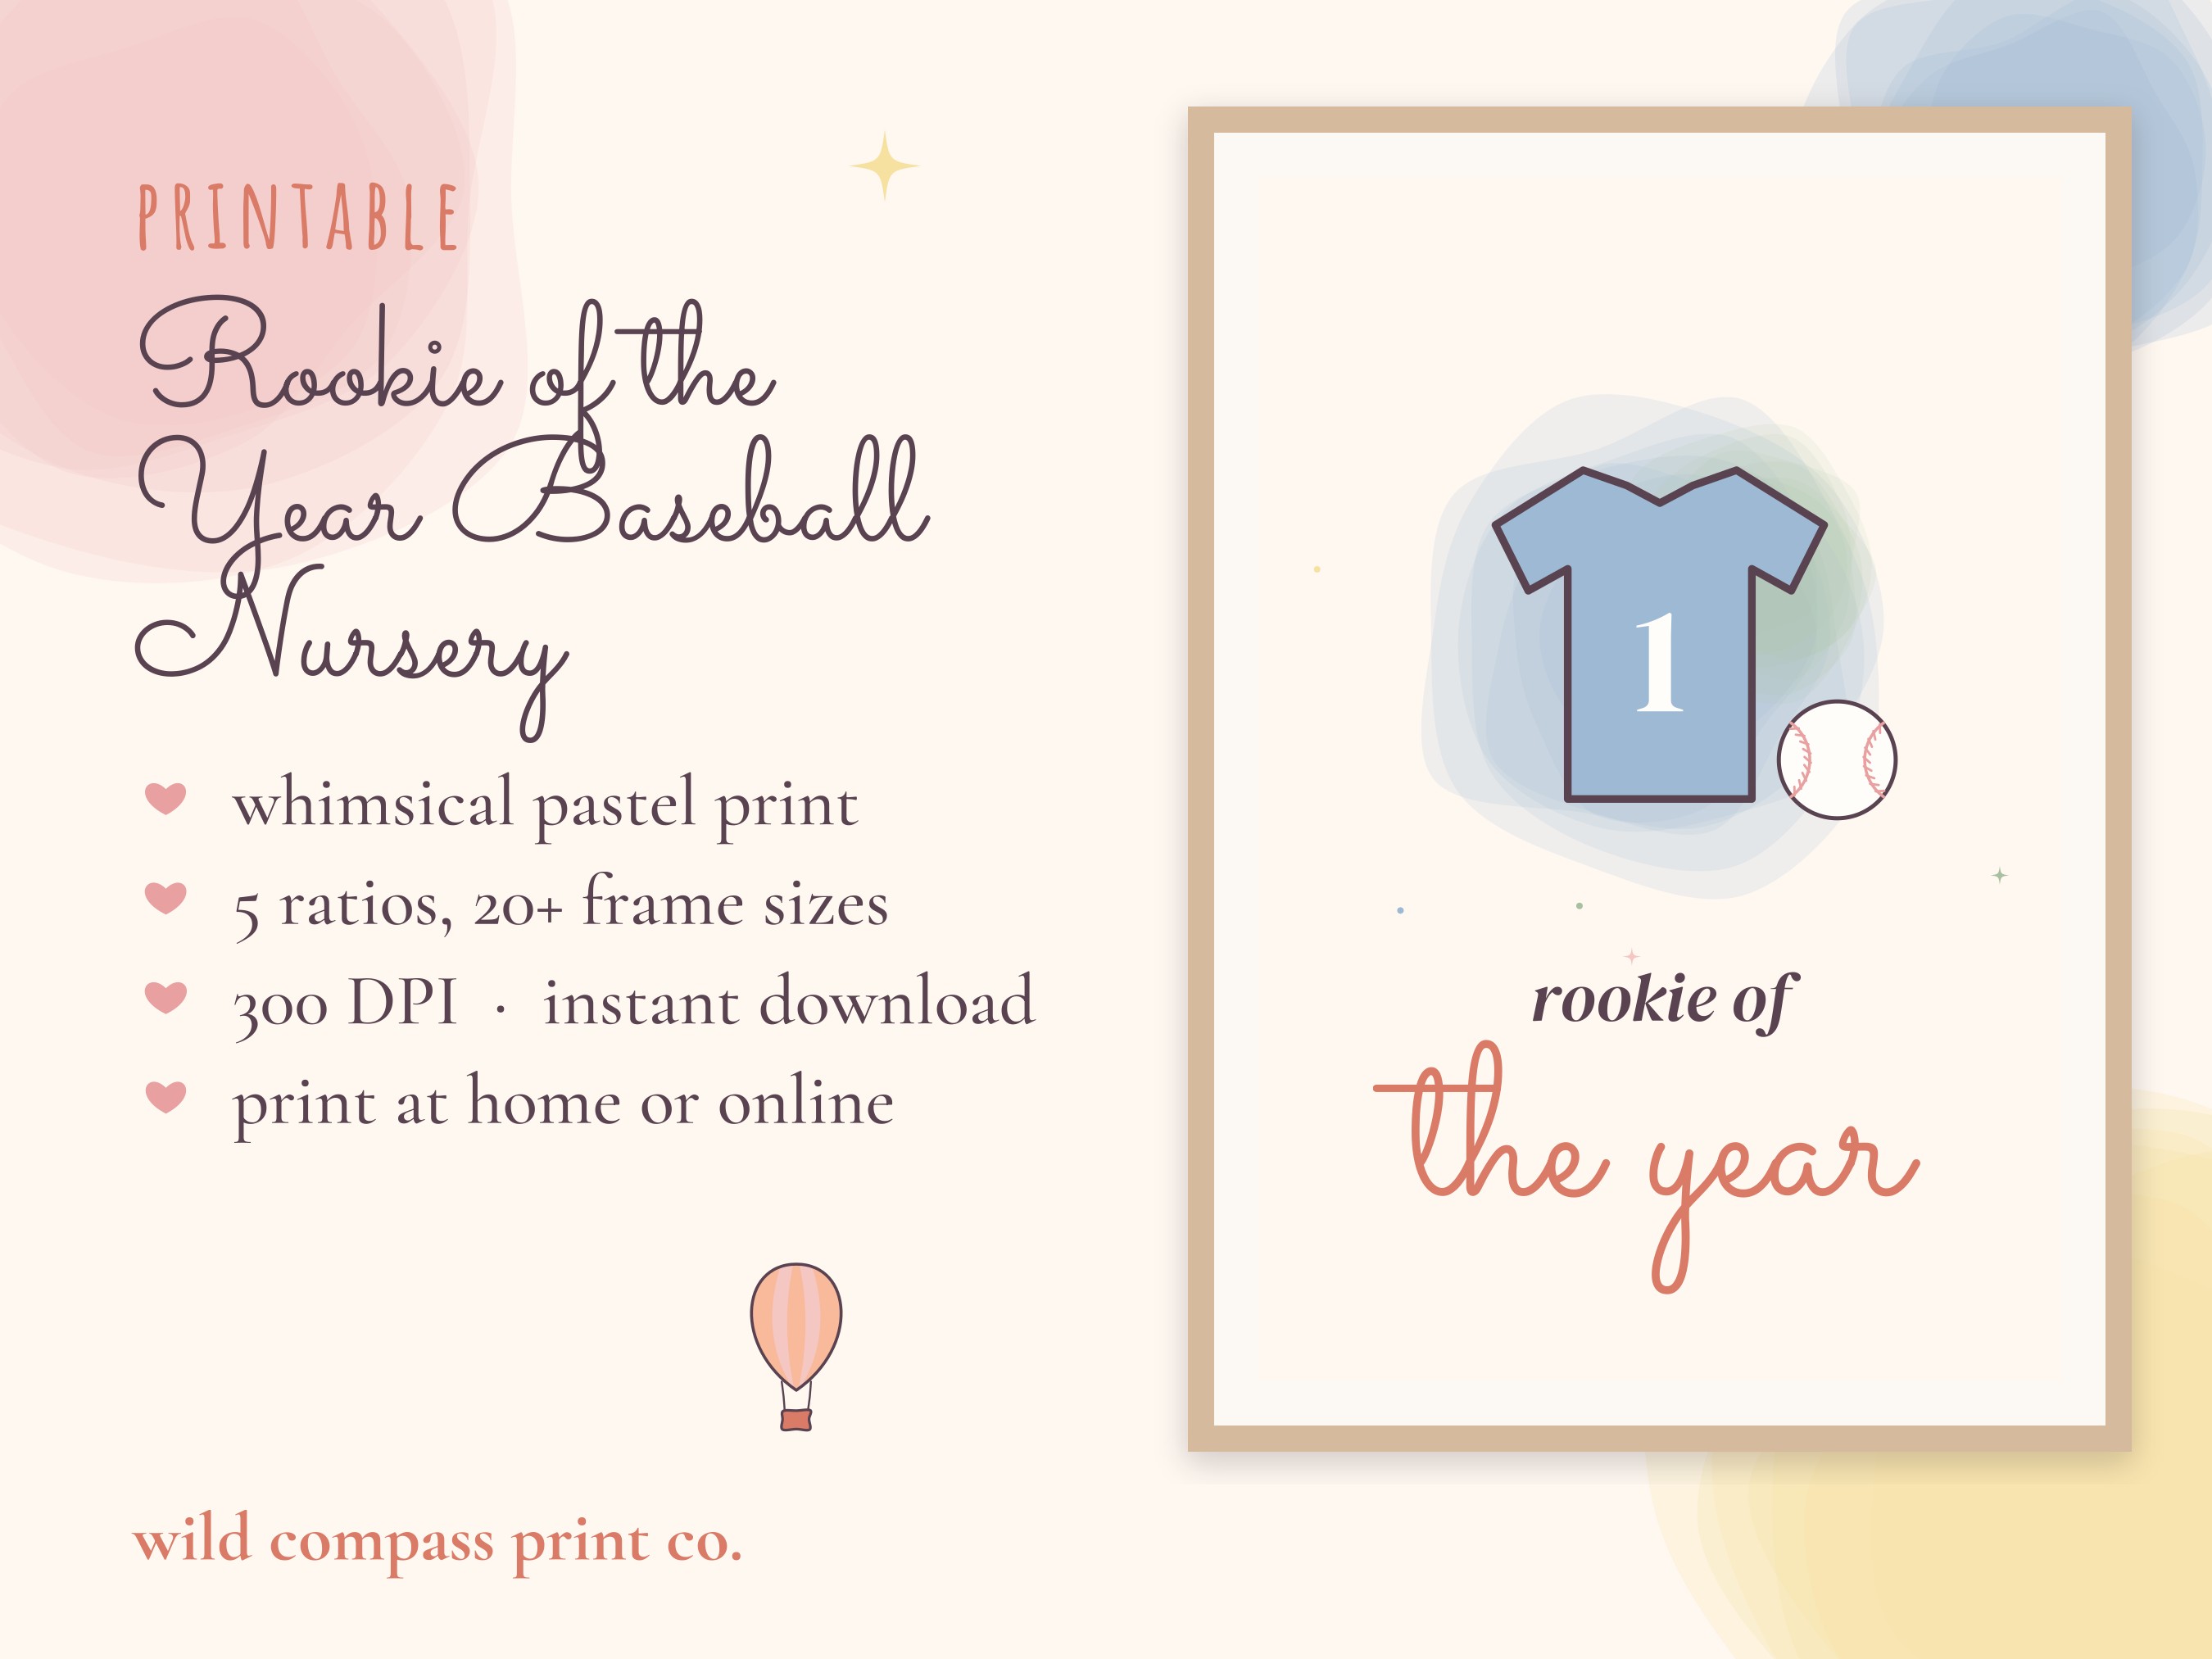 PRINTABLE
Rookie of the
Year Baseball
Nursery
whimsical pastel print
5 ratios, 20+ frame sizes
300 DPI · instant download
print at home or online
wild compass print co.
1
rookie of
the year